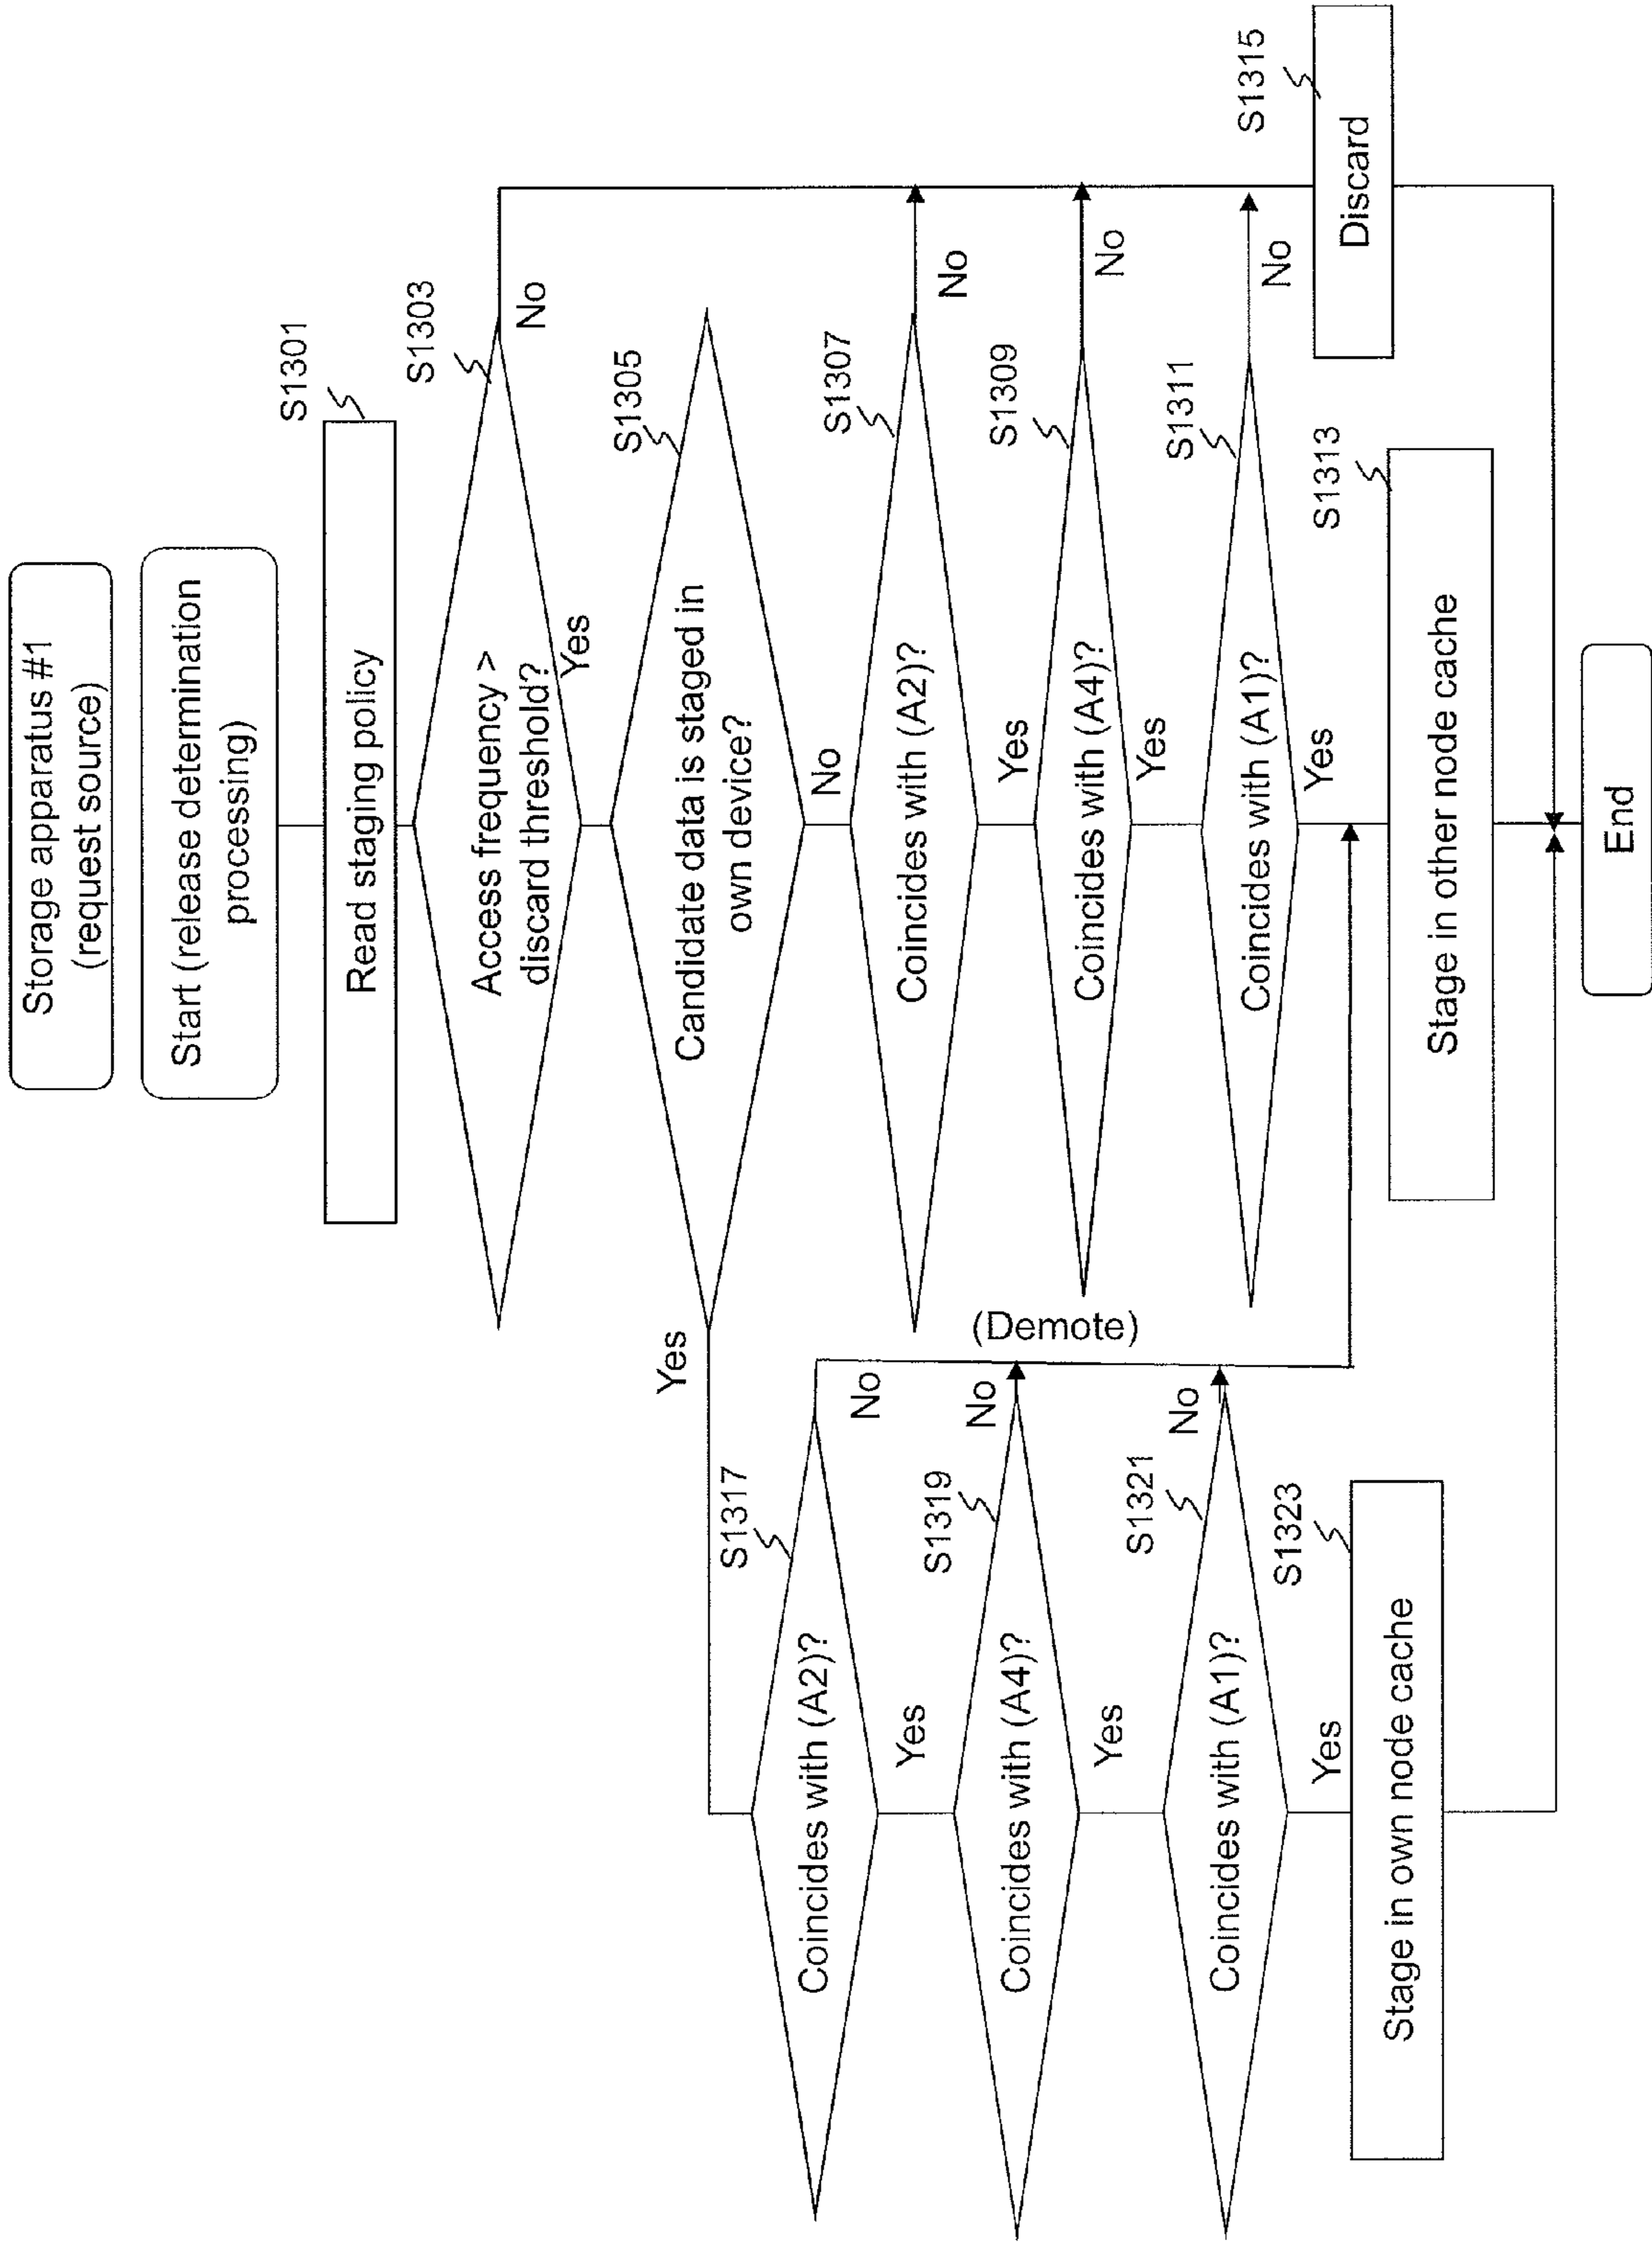 Storage apparatus #1
(request source)
Start (release determination
processing)
S1301
Read staging policy
S1303
Access frequency >
discard threshold?
No
Yes
S1305
Candidate data is staged in
own device?
Yes
No
S1317
Coincides with (A2)?
No
Yes
S1307
Coincides with (A2)?
No
Yes
S1319
Coincides with (A4)?
No
Yes
(Demote)
S1309
Coincides with (A4)?
No
Yes
S1321
Coincides with (A1)?
No
Yes
S1311
Coincides with (A1)?
No
Yes
S1323
Stage in own node cache
S1313
Stage in other node cache
S1315
Discard
End